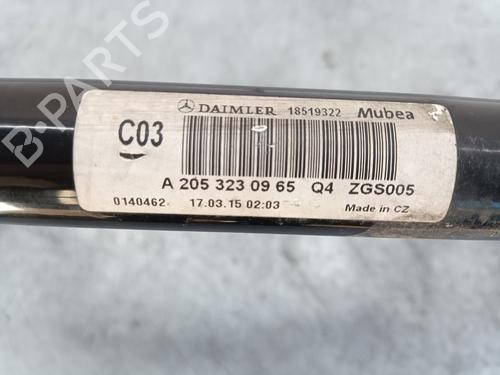 DAIMLER 18519322 Mubea
C03
A 205 323 09 65 Q4 ZGS005
0140462 17.03.15 02:03 Made in CZ
B-PARTS